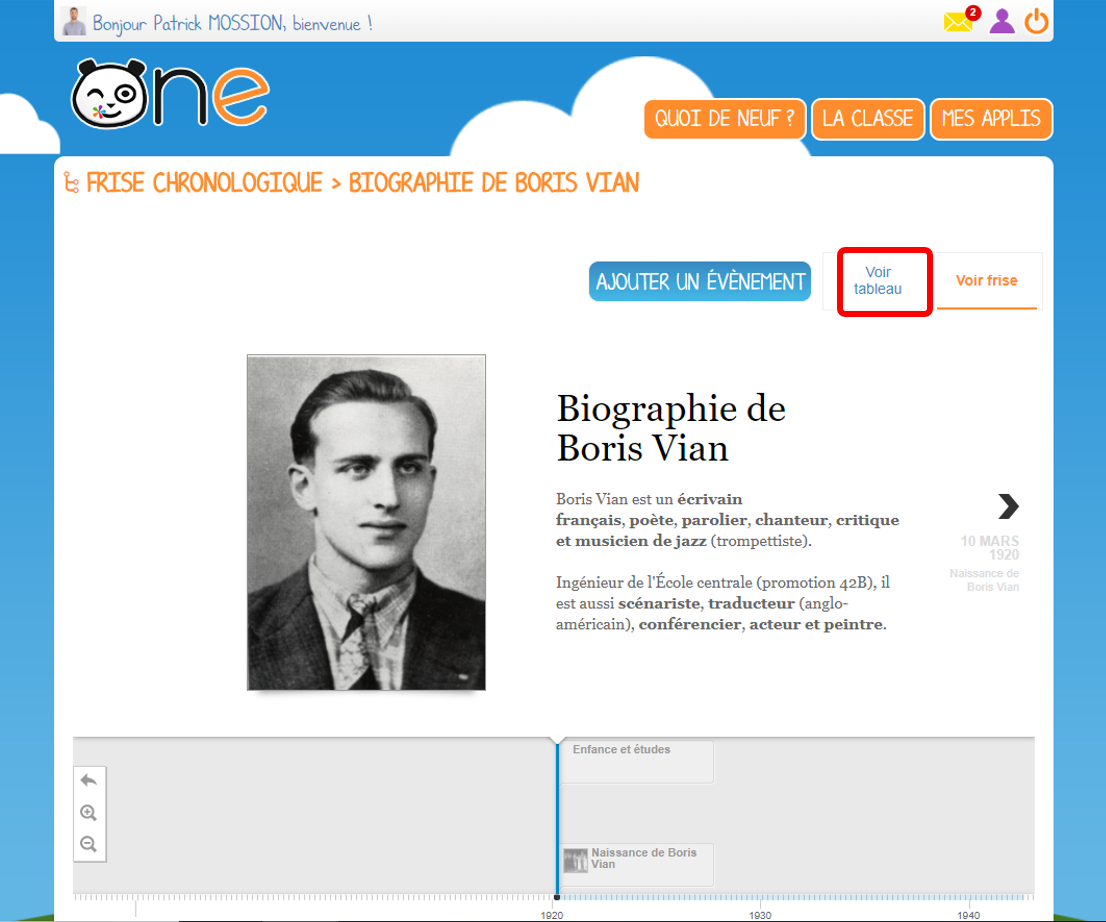 Bonjour Patrick MOSSION, bienvenue !
2
One
QUOI DE NEUF ?
LA CLASSE
MES APPLIS
FRISE CHRONOLOGIQUE > BIOGRAPHIE DE BORIS VIAN
AJOUTER UN ÉVÈNEMENT
Voir
tableau
Voir frise
Biographie de
Boris Vian
Boris Vian est un écrivain
français, poète, parolier, chanteur, critique
et musicien de jazz (trompettiste).
Ingénieur de l'École centrale (promotion 42B), il
est aussi scénariste, traducteur (anglo-
américain), conférencier, acteur et peintre.
10 MARS
1920
Naissance de
Boris Vian
Enfance et études
Naissance de Boris
Vian
1920
1930
1940